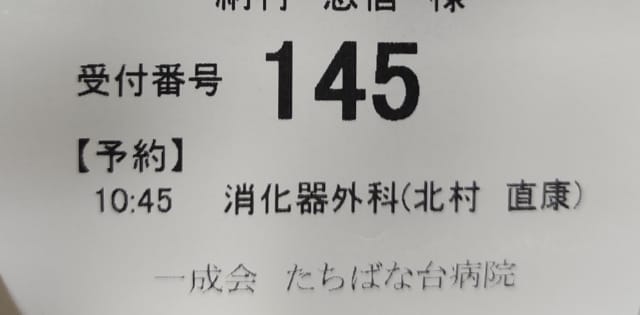 様
受付番号 145
【予約】
10:45 消化器外科(北村 直康)
一成会 たちばな台病院